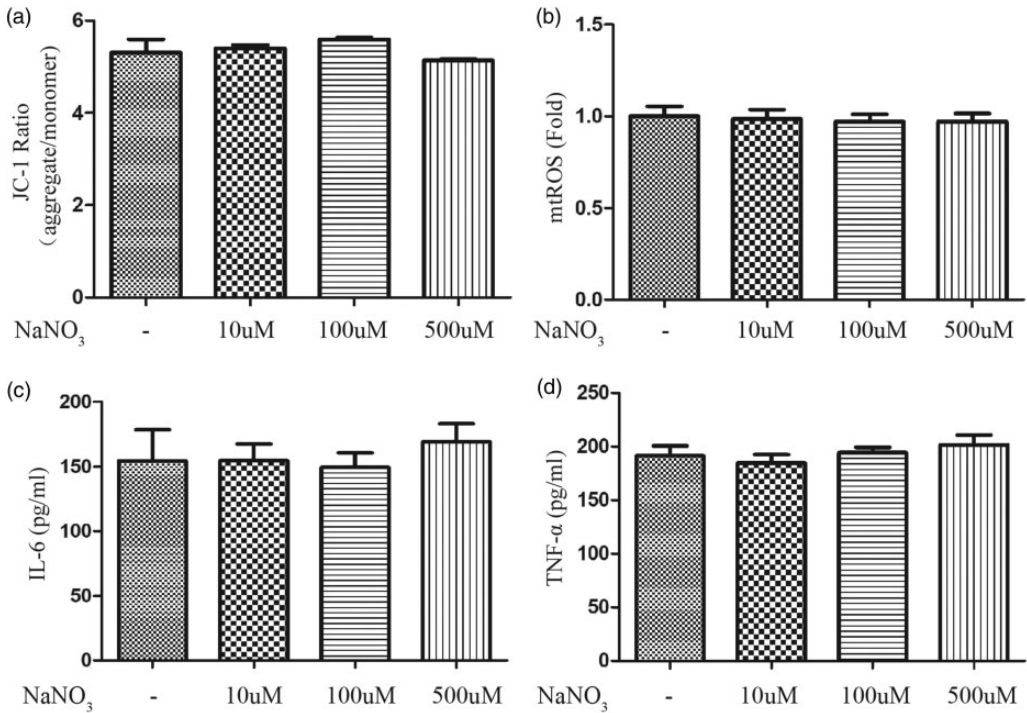 (a)
JC-1 Ratio
(aggregate/monomer)
6
4
2
0
NaNO3 - 10uM 100uM 500uM
(b)
mtROS (Fold)
1.5
1.0
0.5
0.0
NaNO3 - 10uM 100uM 500uM
(c)
IL-6 (pg/ml)
200
150
100
50
0
NaNO3 - 10uM 100uM 500uM
(d)
TNF-α (pg/ml)
250
200
150
100
50
0
NaNO3 - 10uM 100uM 500uM